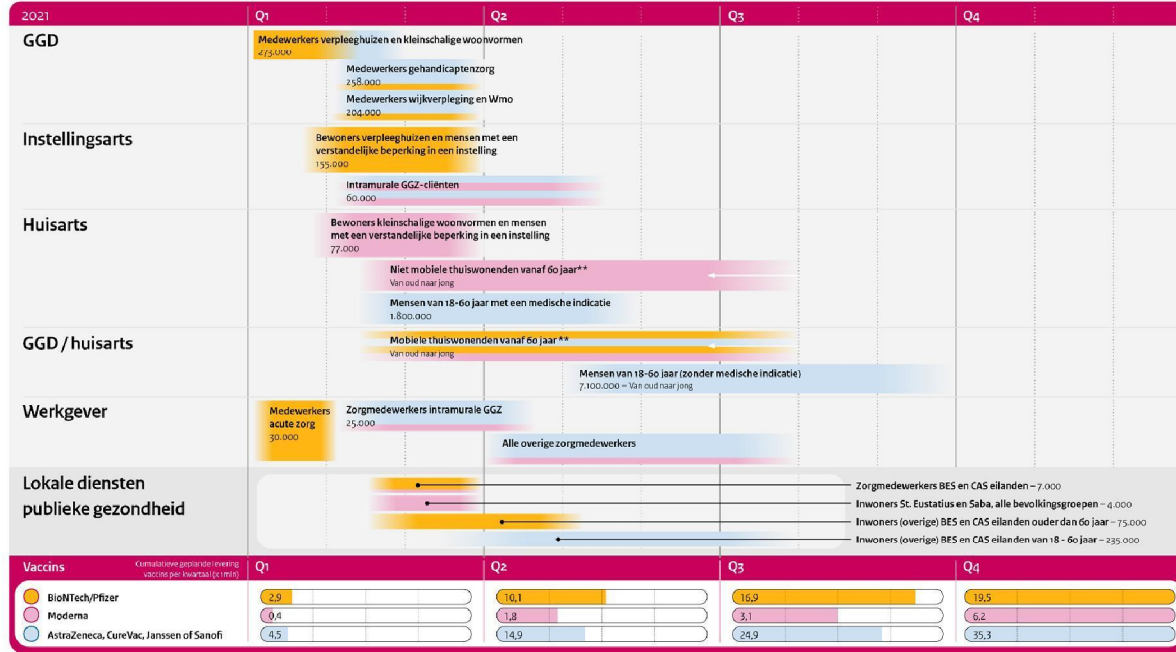 2021 Q1 Q2 Q3 Q4
GGD
Medewerkers verpleeghuizen en kleinschalige woonvormen
273.000
Medewerkers gehandicaptenzorg
258.000
Medewerkers wijkverpleging en Wmo
204.000
Instellingsarts
Bewoners verpleeghuizen en mensen met een
verstandelijke beperking in een instelling
155.000
Intramurale GGZ-cliënten
60.000
Huisarts
Bewoners kleinschalige woonvormen en mensen
met een verstandelijke beperking in een instelling
77.000
Niet mobiele thuiswonenden vanaf 60 jaar**
Van oud naar jong
Mensen van 18-60 jaar met een medische indicatie
1.800.000
GGD / huisarts
Mobiele thuiswonenden vanaf 60 jaar **
Van oud naar jong
Mensen van 18-60 jaar (zonder medische indicatie)
7.100.000 – Van oud naar jong
Werkgever
Medewerkers
acute zorg
30.000
Zorgmedewerkers intramurale GGZ
25.000
Alle overige zorgmedewerkers
Lokale diensten
publieke gezondheid
Zorgmedewerkers BES en CAS eilanden – 7.000
Inwoners St. Eustatius en Saba, alle bevolkingsgroepen – 4.000
Inwoners (overige) BES en CAS eilanden ouder dan 60 jaar – 75.000
Inwoners (overige) BES en CAS eilanden van 18 - 60 jaar – 235.000
Vaccins
Cumulatieve geplande levering
vaccins per kwartaal (x 1 mln)
Q1 Q2 Q3 Q4
BioNTech/Pfizer 2,9 10,1 16,9 19,5
Moderna 0,4 1,8 3,1 6,2
AstraZeneca, CureVac, Janssen of Sanofi 4,5 14,9 24,9 35,3